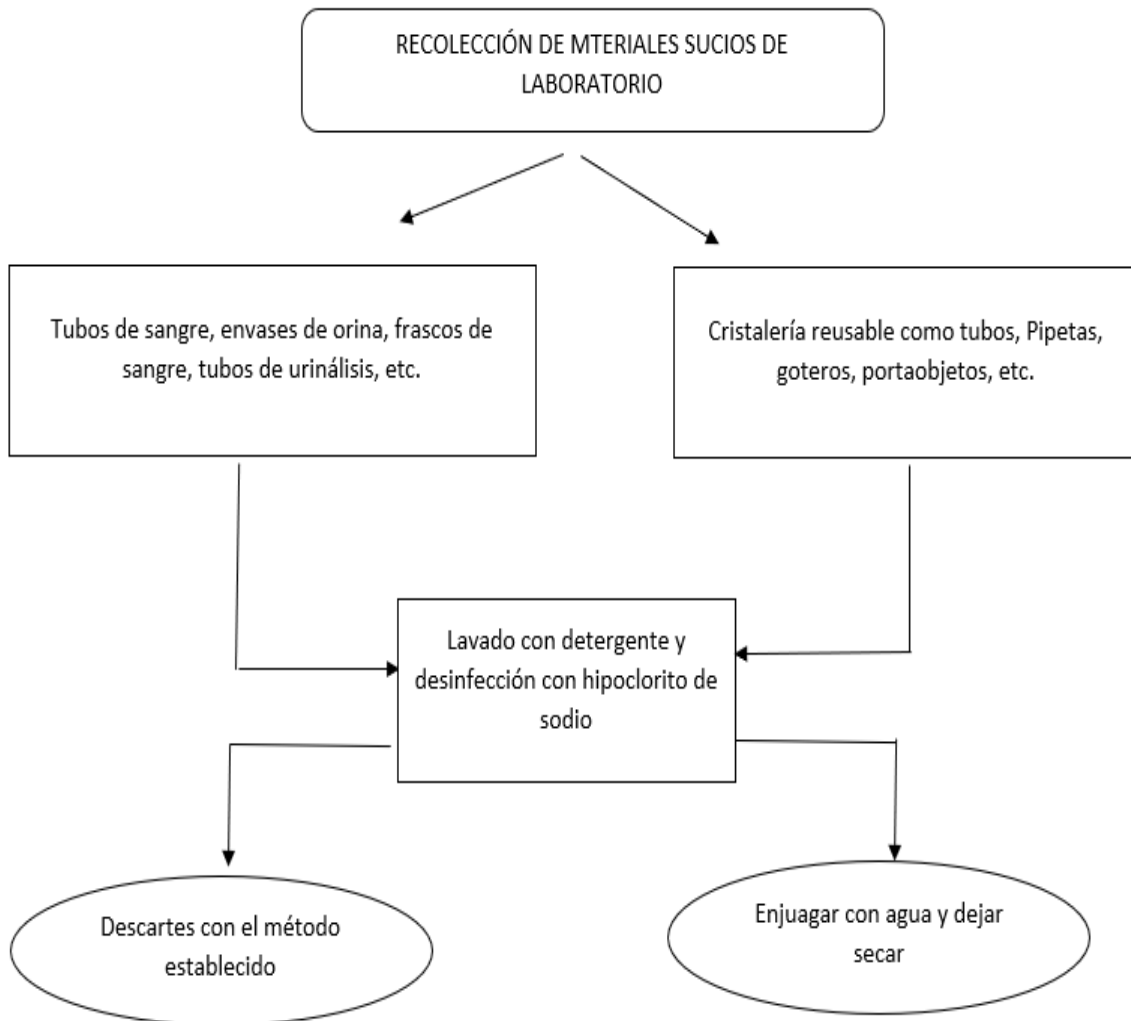 RECOLECCIÓN DE MTERIALES SUCIOS DE
LABORATORIO
Tubos de sangre, envases de orina, frascos de
sangre, tubos de urinálisis, etc.
Cristalería reusable como tubos, Pipetas,
goteros, portaobjetos, etc.
Lavado con detergente y
desinfección con hipoclorito de
sodio
Descartes con el método
establecido
Enjuagar con agua y dejar
secar